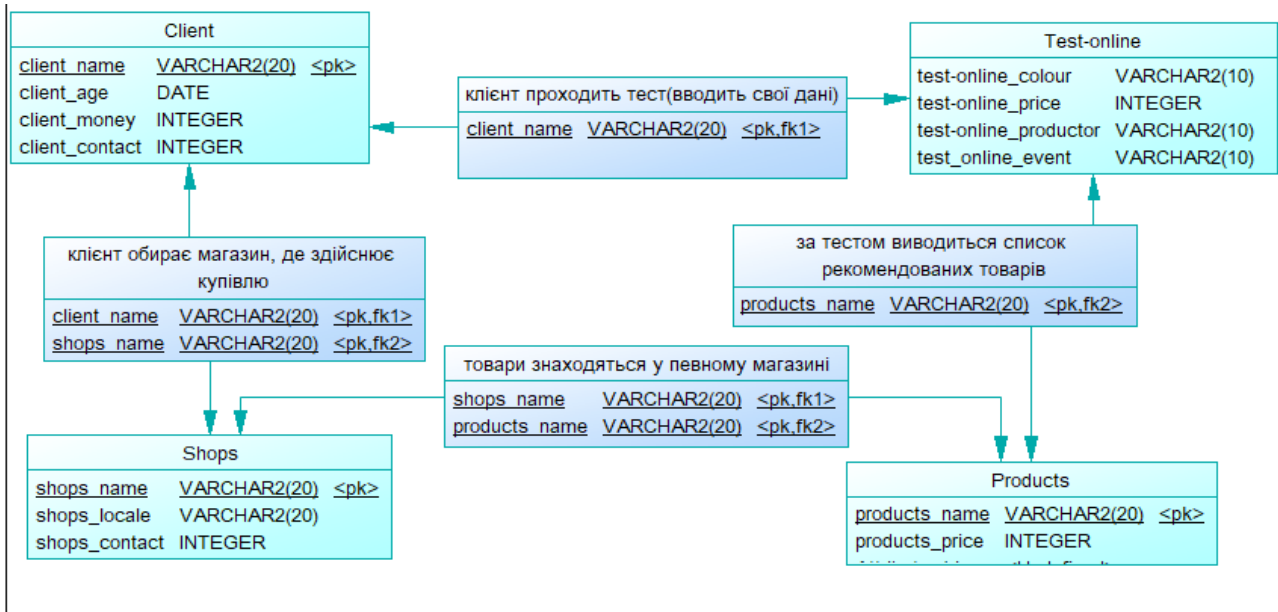 Client
client_name VARCHAR2(20) <pk>
client_age DATE
client_money INTEGER
client_contact INTEGER
клієнт проходить тест(вводить свої дані)
client_name VARCHAR2(20) <pk,fk1>
Test-online
test-online_colour VARCHAR2(10)
test-online_price INTEGER
test-online_productor VARCHAR2(10)
test_online_event VARCHAR2(10)
клієнт обирає магазин, де здійснює
купівлю
client_name VARCHAR2(20) <pk,fk1>
shops_name VARCHAR2(20) <pk,fk2>
за тестом виводиться список
рекомендованих товарів
products_name VARCHAR2(20) <pk,fk2>
товари знаходяться у певному магазині
shops_name VARCHAR2(20) <pk,fk1>
products_name VARCHAR2(20) <pk,fk2>
Shops
shops_name VARCHAR2(20) <pk>
shops_locale VARCHAR2(20)
shops_contact INTEGER
Products
products_name VARCHAR2(20) <pk>
products_price INTEGER